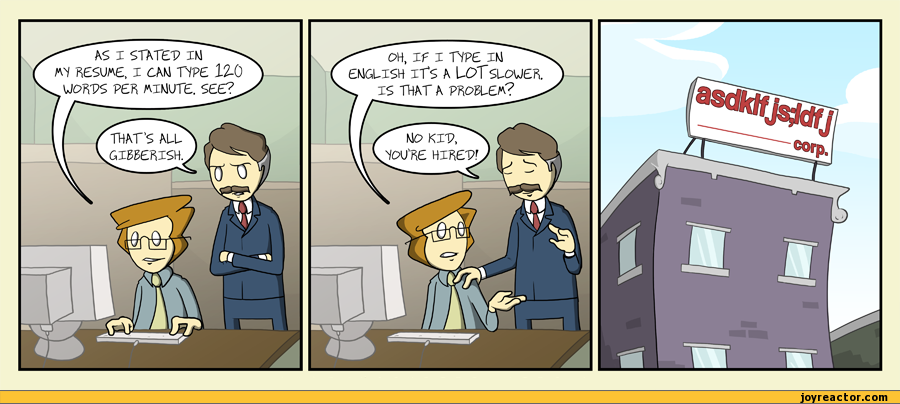 AS I STATED IN
MY RESUME, I CAN TYPE 120
WORDS PER MINUTE. SEE?
THAT'S ALL
GIBBERISH.
OH, IF I TYPE IN
ENGLISH IT'S A LOT SLOWER.
IS THAT A PROBLEM?
NO KID,
YOU'RE HIRED!
asdklfjs;ldfj
corp.
joyreactor.com